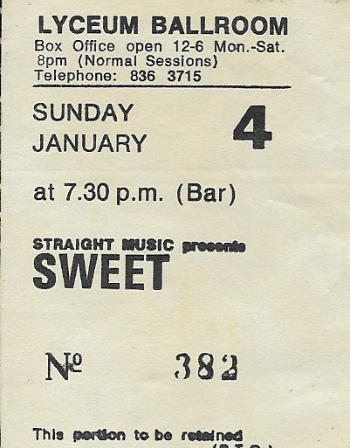 LYCEUM BALLROOM
Box Office open 12-6 Mon.-Sat.
8pm (Normal Sessions)
Telephone: 836 3715
SUNDAY 4
JANUARY
at 7.30 p.m. (Bar)
STRAIGHT MUSIC presents
SWEET
No 382
This portion to be retained
(P.T.O.)